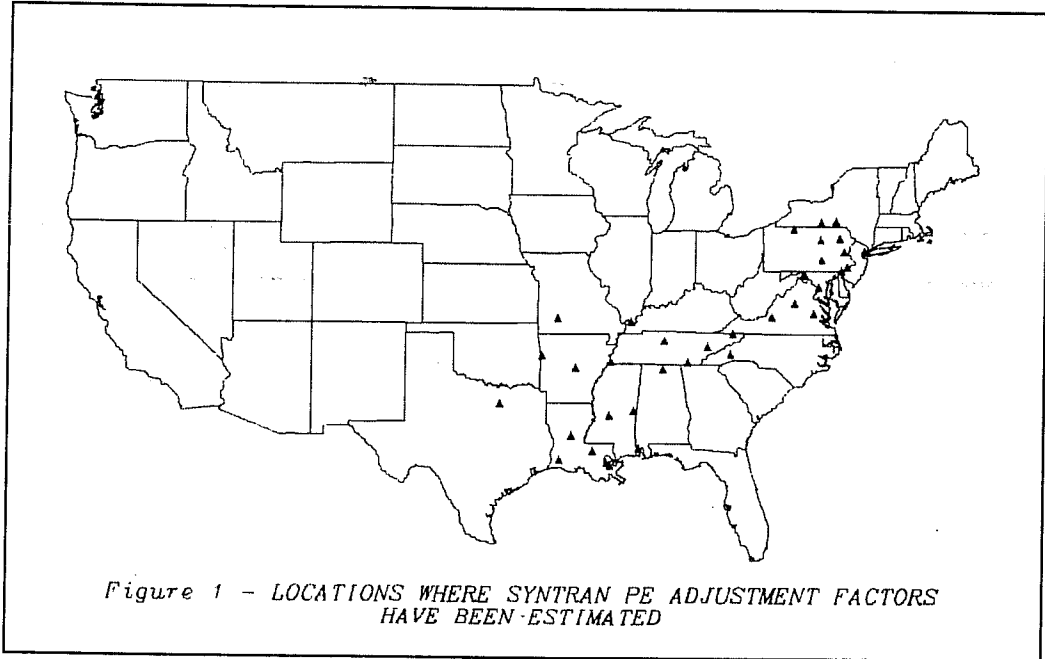 Figure 1 - LOCATIONS WHERE SYNTRAN PE ADJUSTMENT FACTORS
HAVE BEEN ESTIMATED